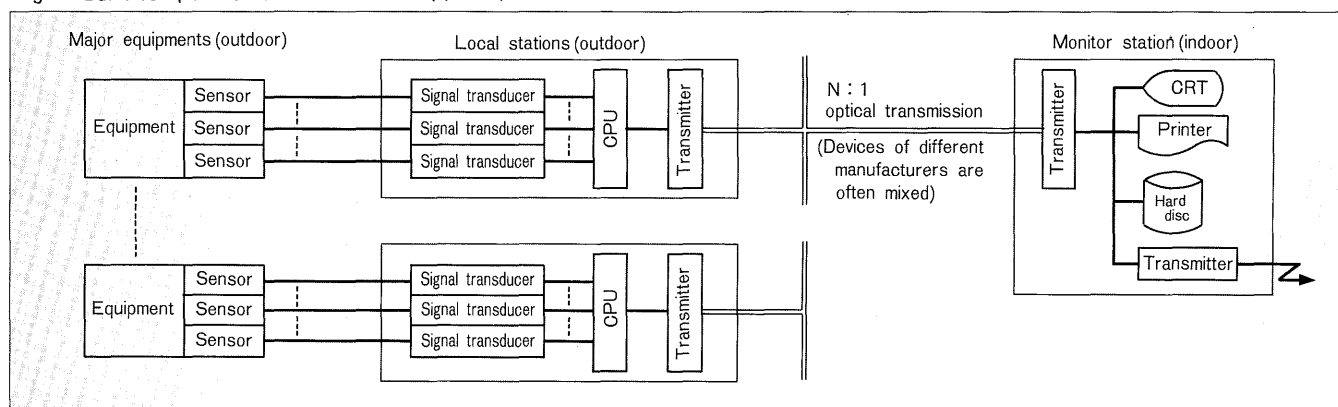 Major equipments (outdoor)
Local stations (outdoor)
Monitor station (indoor)
Equipment
Sensor
Sensor
Sensor
Signal transducer
Signal transducer
Signal transducer
CPU
Transmitter
N : 1
optical transmission
(Devices of different
manufacturers are
often mixed)
Transmitter
CRT
Printer
Hard
disc
Transmitter
Equipment
Sensor
Sensor
Sensor
Signal transducer
Signal transducer
Signal transducer
CPU
Transmitter